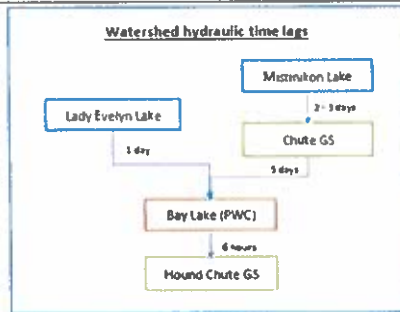 Watershed hydraulic time lags
Mistinikon Lake
2 - 3 days
Lady Evelyn Lake
Chute GS
1 day
5 days
Bay Lake (PWC)
6 hours
Hound Chute GS